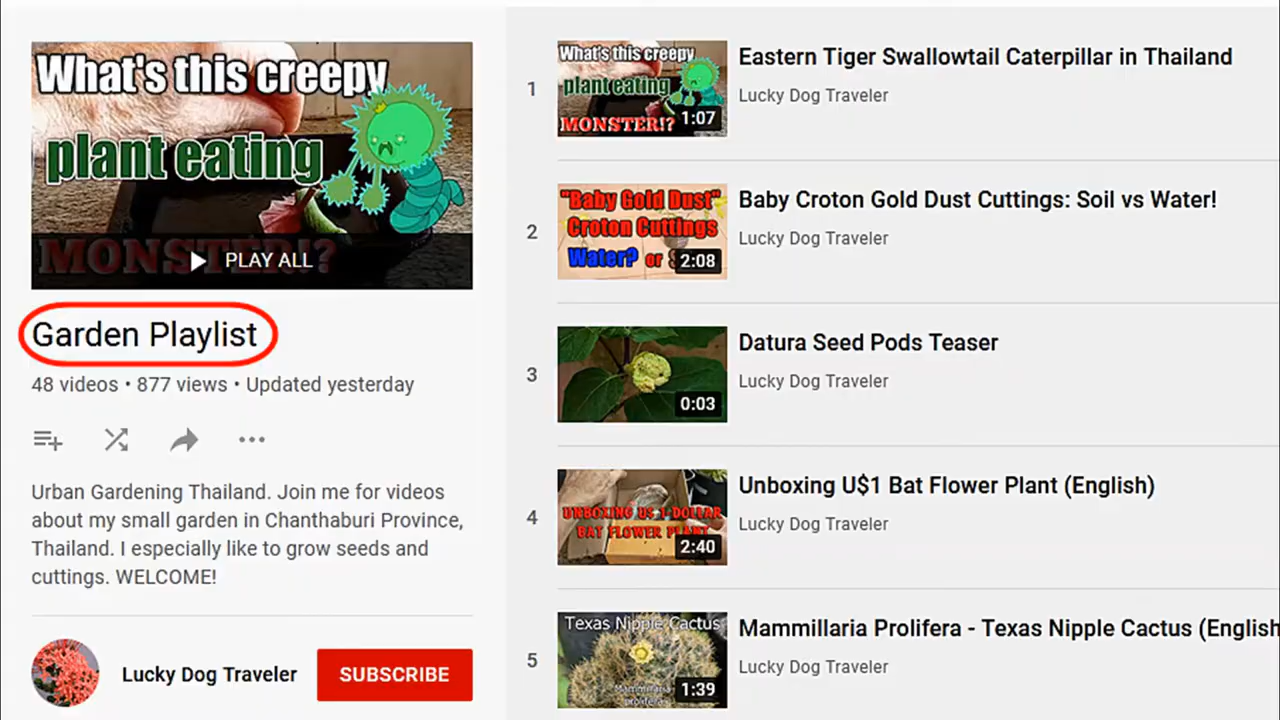 What's this creepy
plant eating
MONSTER!?
PLAY ALL
Garden Playlist
48 videos • 877 views • Updated yesterday
Urban Gardening Thailand. Join me for videos
about my small garden in Chanthaburi Province,
Thailand. I especially like to grow seeds and
cuttings. WELCOME!
Lucky Dog Traveler
SUBSCRIBE
1
What's this creepy
plant eating
MONSTER!?
1:07
Eastern Tiger Swallowtail Caterpillar in Thailand
Lucky Dog Traveler
2
"Baby Gold Dust"
Croton Cuttings
Water? or
2:08
Baby Croton Gold Dust Cuttings: Soil vs Water!
Lucky Dog Traveler
3
0:03
Datura Seed Pods Teaser
Lucky Dog Traveler
4
UNBOXING US 1 DOLLAR
BAT FLOWER PLANT
2:40
Unboxing U$1 Bat Flower Plant (English)
Lucky Dog Traveler
5
Texas Nipple Cactus
Mammillaria
prolifera
1:39
Mammillaria Prolifera - Texas Nipple Cactus (English
Lucky Dog Traveler